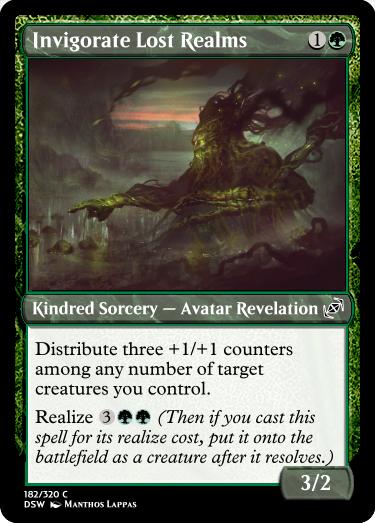 Invigorate Lost Realms 1
Kindred Sorcery — Avatar Revelation
Distribute three +1/+1 counters
among any number of target
creatures you control.
Realize 3 (Then if you cast this
spell for its realize cost, put it onto the
battlefield as a creature after it resolves.)
3/2
182/320 C
DSW Manthos Lappas